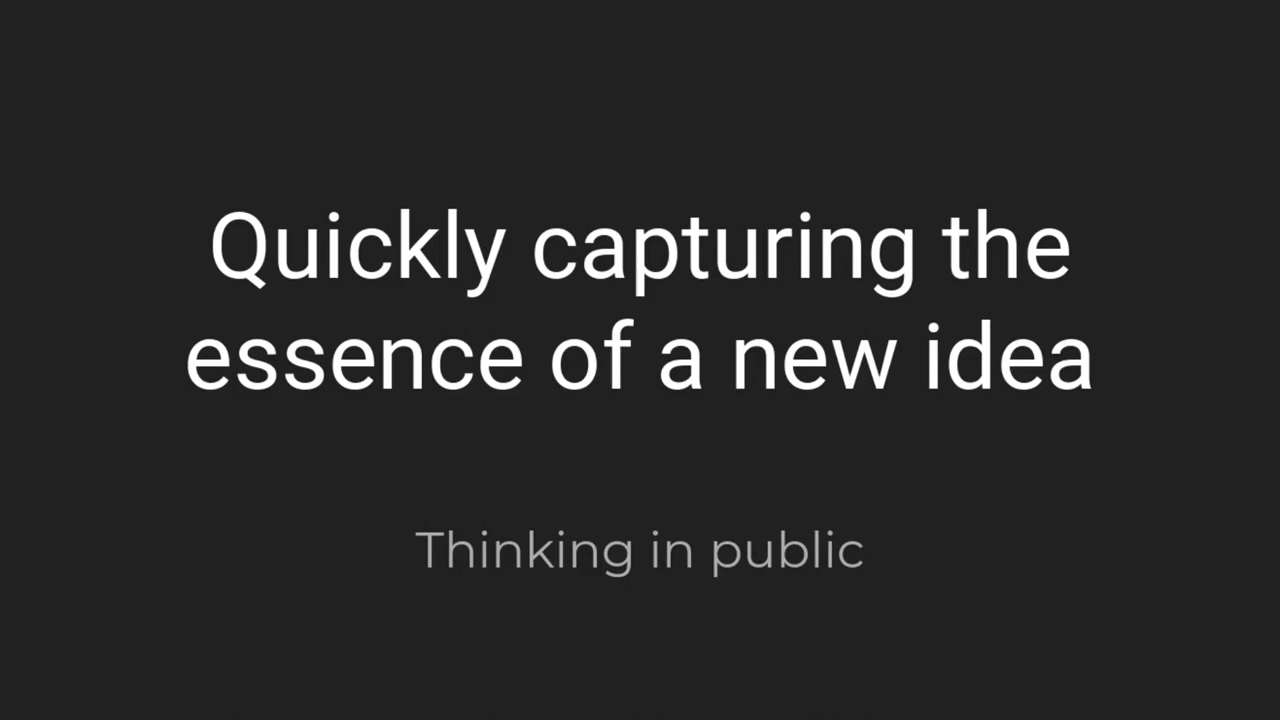 Quickly capturing the
essence of a new idea
Thinking in public